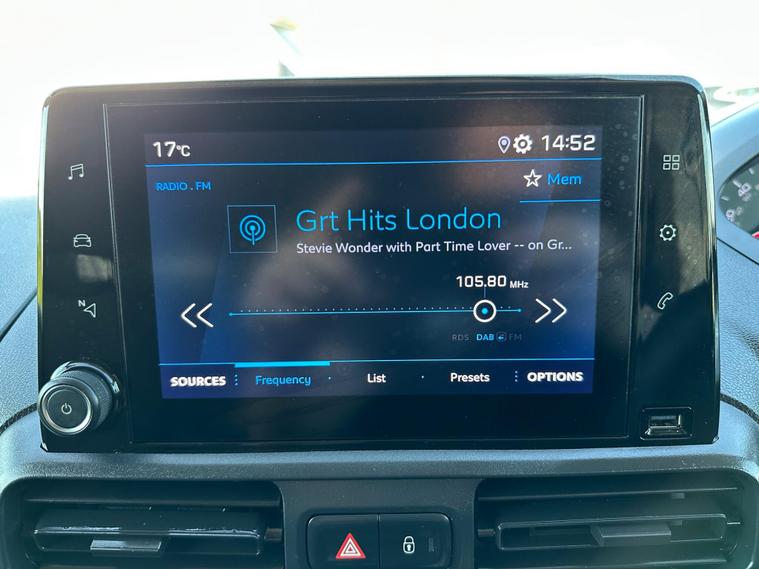 17°C 14:52
RADIO . FM Mem
Grt Hits London
Stevie Wonder with Part Time Lover -- on Gr...
105.80 MHz
N
RDS DAB FM
SOURCES Frequency List Presets OPTIONS